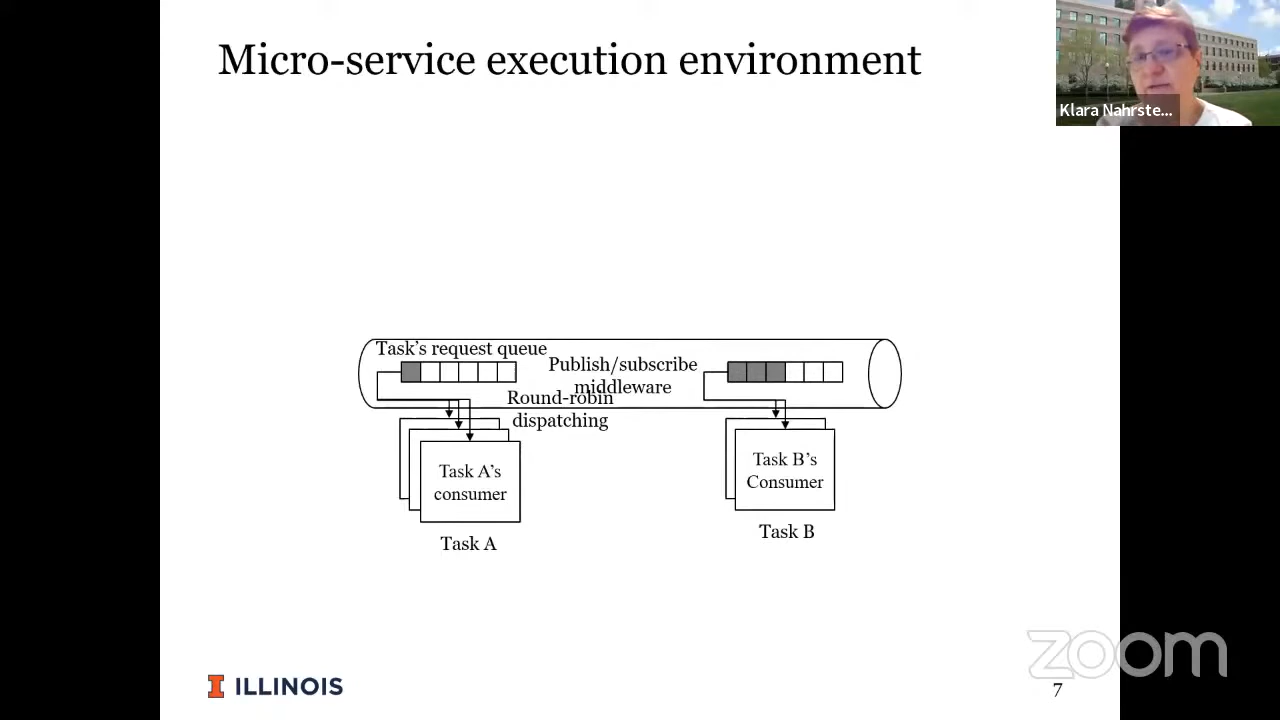 Micro-service execution environment
Klara Nahrste...
Task's request queue
Publish/subscribe
middleware
Round-robin
dispatching
Task A's
consumer
Task A
Task B's
Consumer
Task B
zoom
I ILLINOIS
7